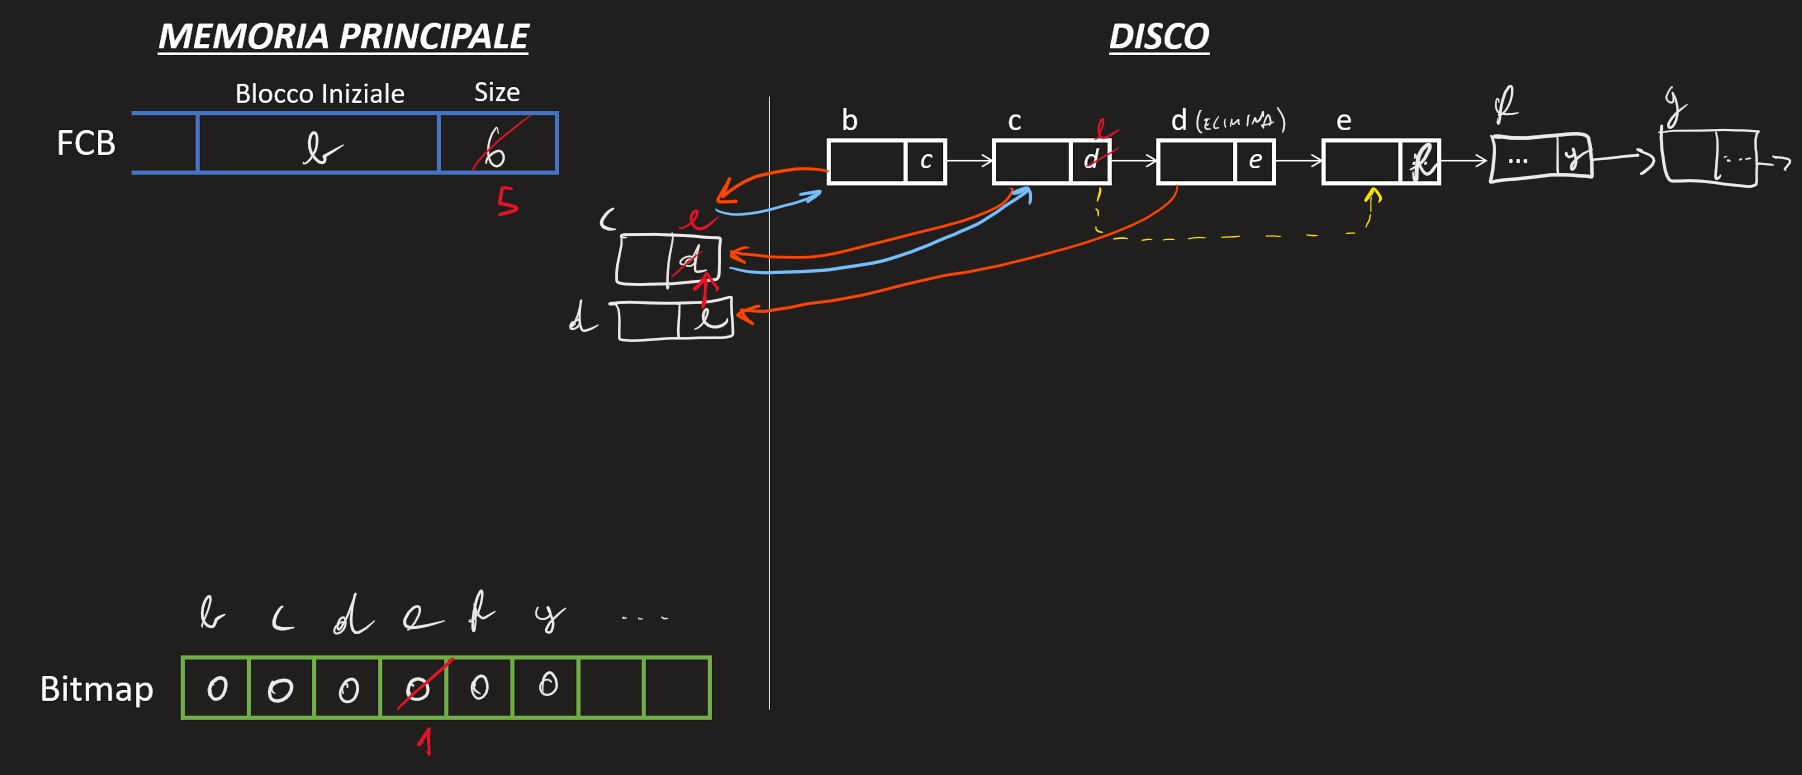 MEMORIA PRINCIPALE
DISCO
Blocco Iniziale Size
FCB b 6
5
b c d (ELIMINA) e f g
c d e e f ... g ...
e
c d
e
d e
b c d e f g ...
Bitmap 0 0 0 0 0 0
1